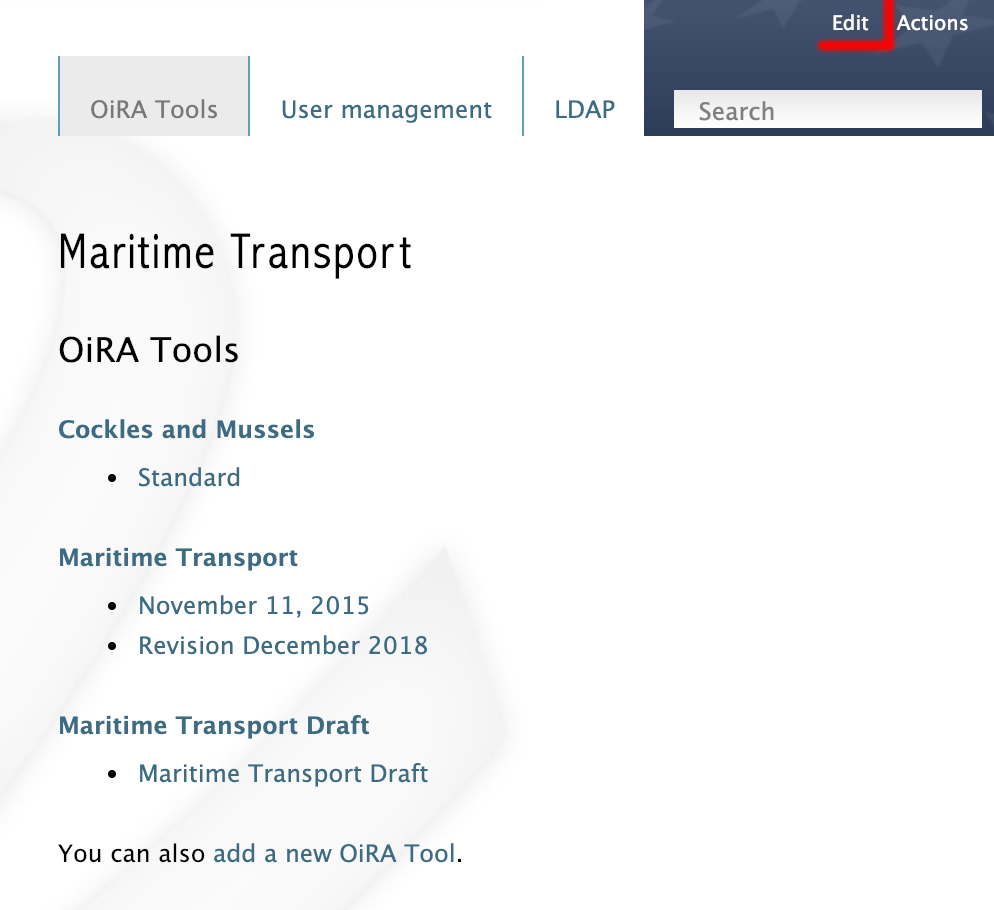 Edit Actions
OiRA Tools User management LDAP Search
Maritime Transport
OiRA Tools
Cockles and Mussels
• Standard
Maritime Transport
• November 11, 2015
• Revision December 2018
Maritime Transport Draft
• Maritime Transport Draft
You can also add a new OiRA Tool.